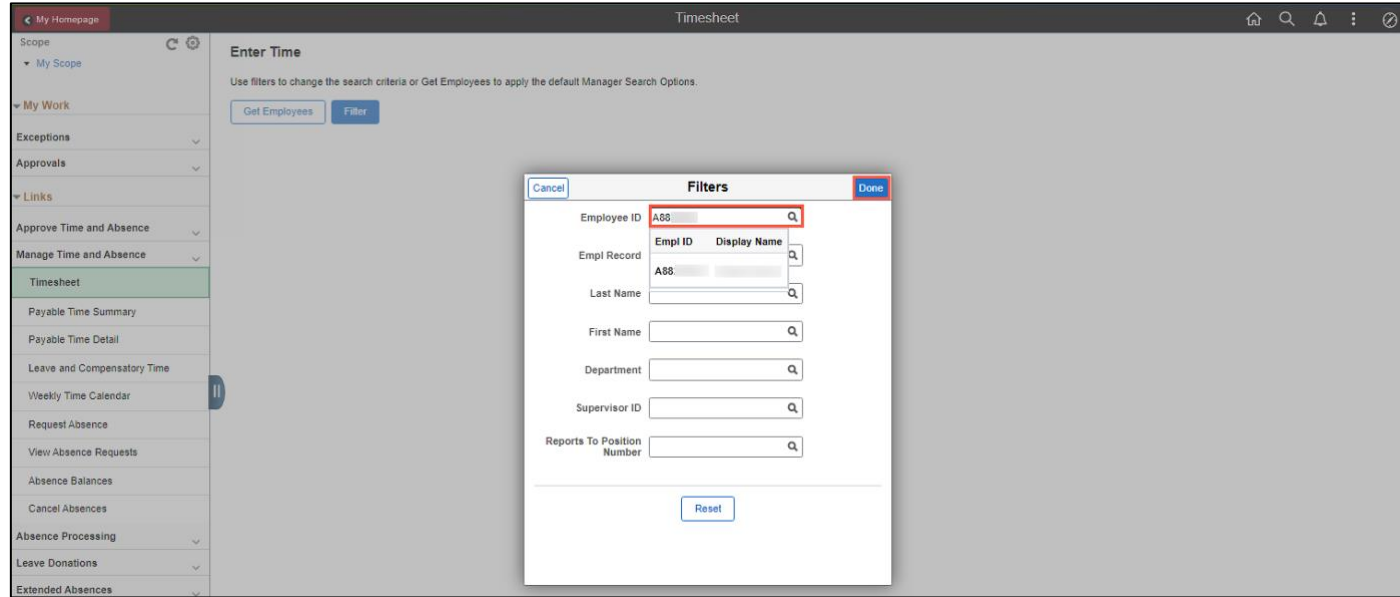 My Homepage
Timesheet
Scope
My Scope
My Work
Exceptions
Approvals
Links
Approve Time and Absence
Manage Time and Absence
Timesheet
Payable Time Summary
Payable Time Detail
Leave and Compensatory Time
Weekly Time Calendar
Request Absence
View Absence Requests
Absence Balances
Cancel Absences
Absence Processing
Leave Donations
Extended Absences
Enter Time
Use filters to change the search criteria or Get Employees to apply the default Manager Search Options.
Get Employees Filter
Cancel Filters Done
Employee ID A88
Empl ID Display Name
Empl Record
A88
Last Name
First Name
Department
Supervisor ID
Reports To Position
Number
Reset